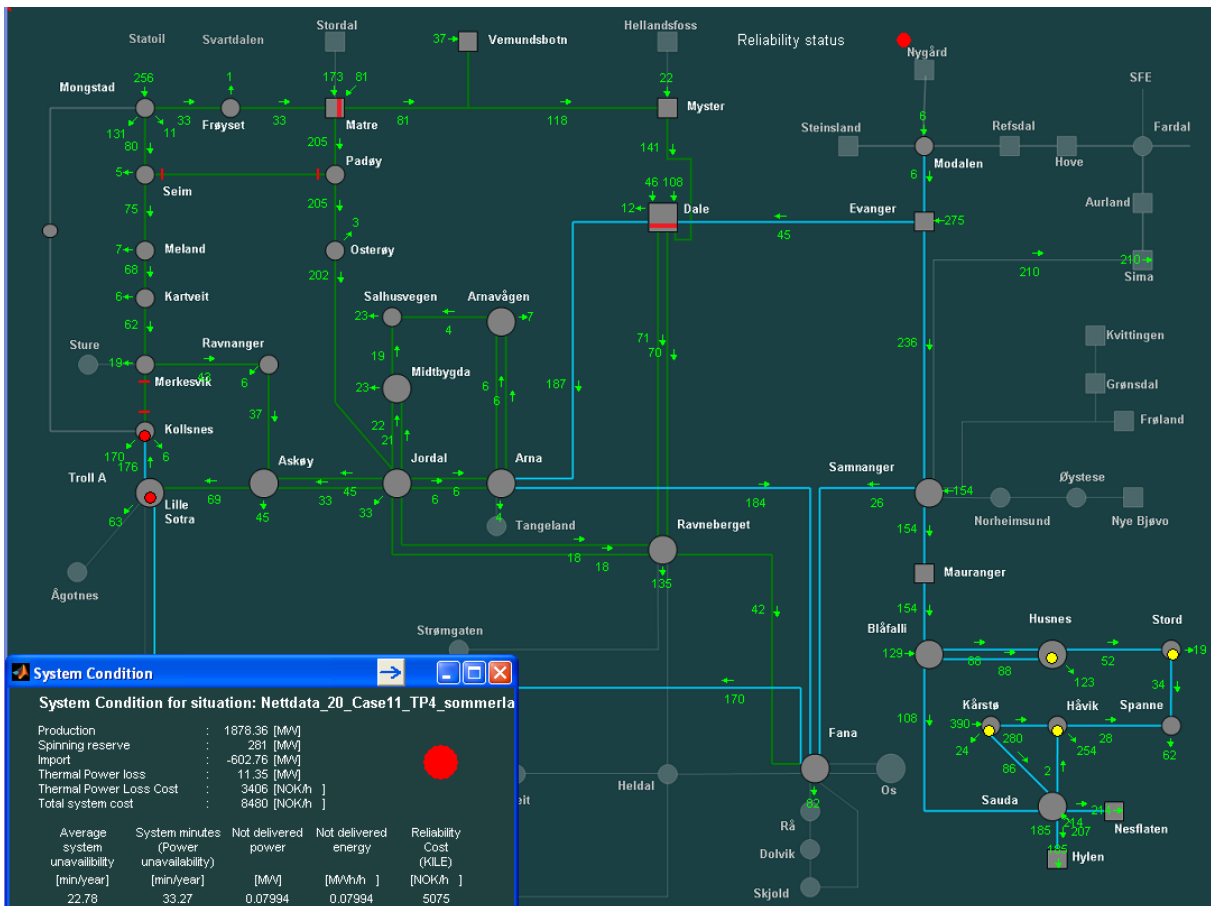 Stordal
Hellandsfoss
Statoil
Svartdalen
37
Vemundsbotn
Reliability status
Nygård
SFE
Mongstad
256
1
173
81
22
33
33
81
118
Myster
131
11
Frøyset
Matre
6
Steinsland
Refsdal
Fardal
80
205
141
Modalen
Hove
Padøy
5
Seim
46
108
6
75
205
12
Dale
Evanger
Aurland
3
275
45
7
Meland
Osterøy
68
202
210
210
Sima
6
Kartveit
Salhusvegen
Arnavågen
62
23
7
4
Sture
Ravnanger
71
236
Kvittingen
19
43
19
70
Merkesvik
6
Midtbygda
6
187
Grønsdal
23
6
37
22
Kollsnes
21
Frøland
170
6
176
Troll A
Askøy
Jordal
Arna
Samnanger
Øystese
69
45
6
6
184
26
154
Lille
Sotra
33
63
45
33
4
Tangeland
Ravneberget
Norheimsund
Nye Bjøvo
154
18
18
Mauranger
135
Ågotnes
42
154
Husnes
Stord
Strømgaten
Blåfalli
129
88
88
52
19
123
34
170
108
Kårstø
Håvik
Spanne
390
280
28
24
254
62
Fana
86
2
Heldal
Os
Sauda
82
214
Rå
185
214
207
Nesflaten
Dolvik
185
Hylen
Skjold
eit
System Condition
System Condition for situation: Nettdata_20_Case11_TP4_sommerla
Production : 1878.36 [MW]
Spinning reserve : 281 [MW]
Import : -602.76 [MW]
Thermal Power loss : 11.35 [MW]
Thermal Power Loss Cost : 3406 [NOK/h ]
Total system cost : 8480 [NOK/h ]
Average system unavailibility System minutes (Power unavailability) Not delivered power Not delivered energy Reliability Cost (KILE)
[min/year] [min/year] [MW] [MWh/h ] [NOK/h ]
22.78 33.27 0.07994 0.07994 5075